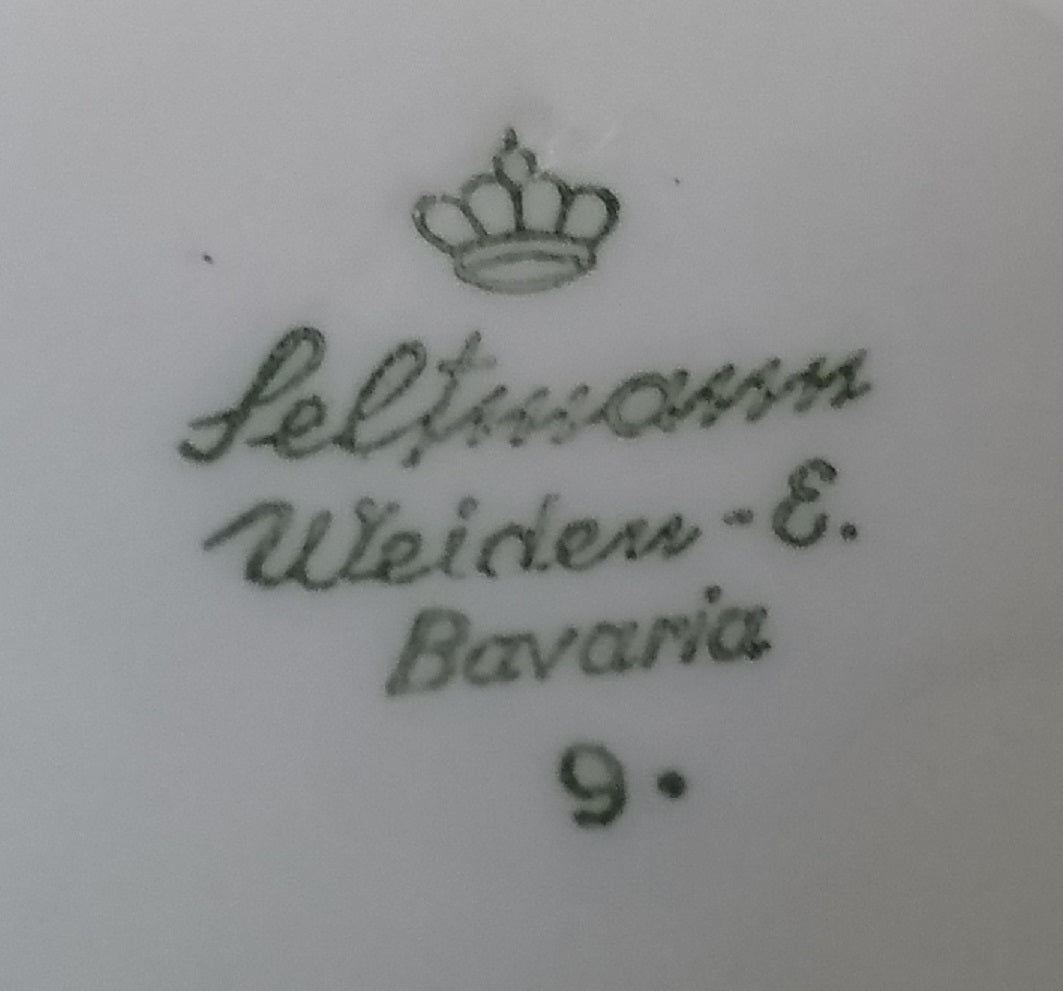 Seltmann
Weiden-E.
Bavaria
9.